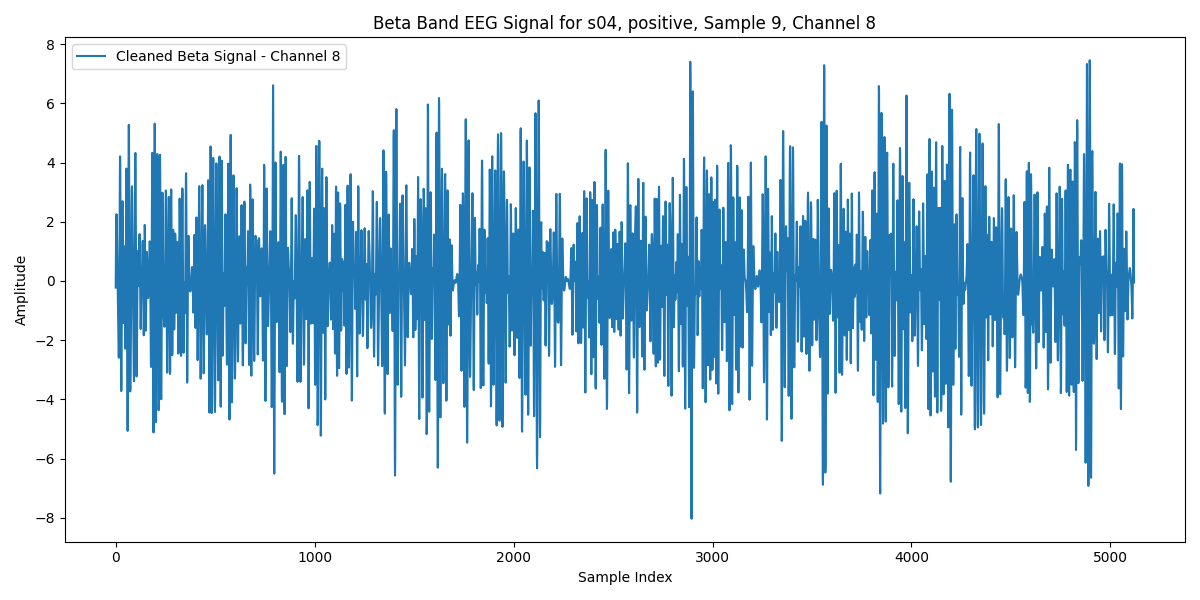 Beta Band EEG Signal for s04, positive, Sample 9, Channel 8
Cleaned Beta Signal - Channel 8
8
6
4
2
0
−2
−4
−6
−8
Amplitude
0 1000 2000 3000 4000 5000
Sample Index